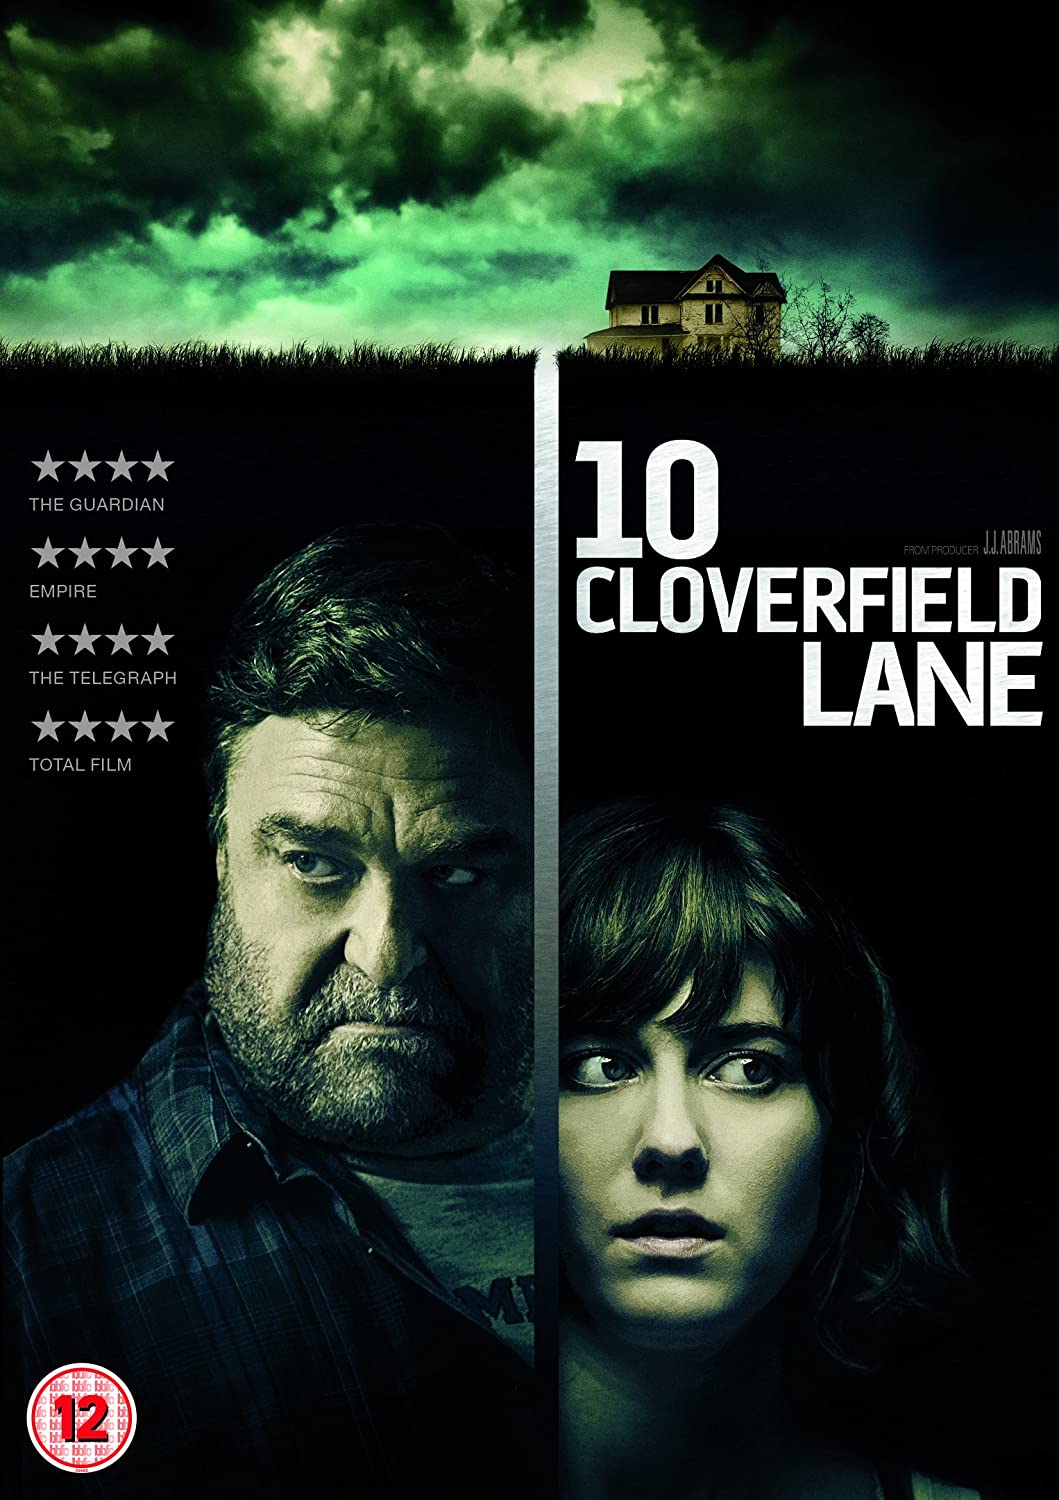 THE GUARDIAN
EMPIRE
THE TELEGRAPH
TOTAL FILM
10
FROM PRODUCER J.J. ABRAMS
CLOVERFIELD
LANE
12